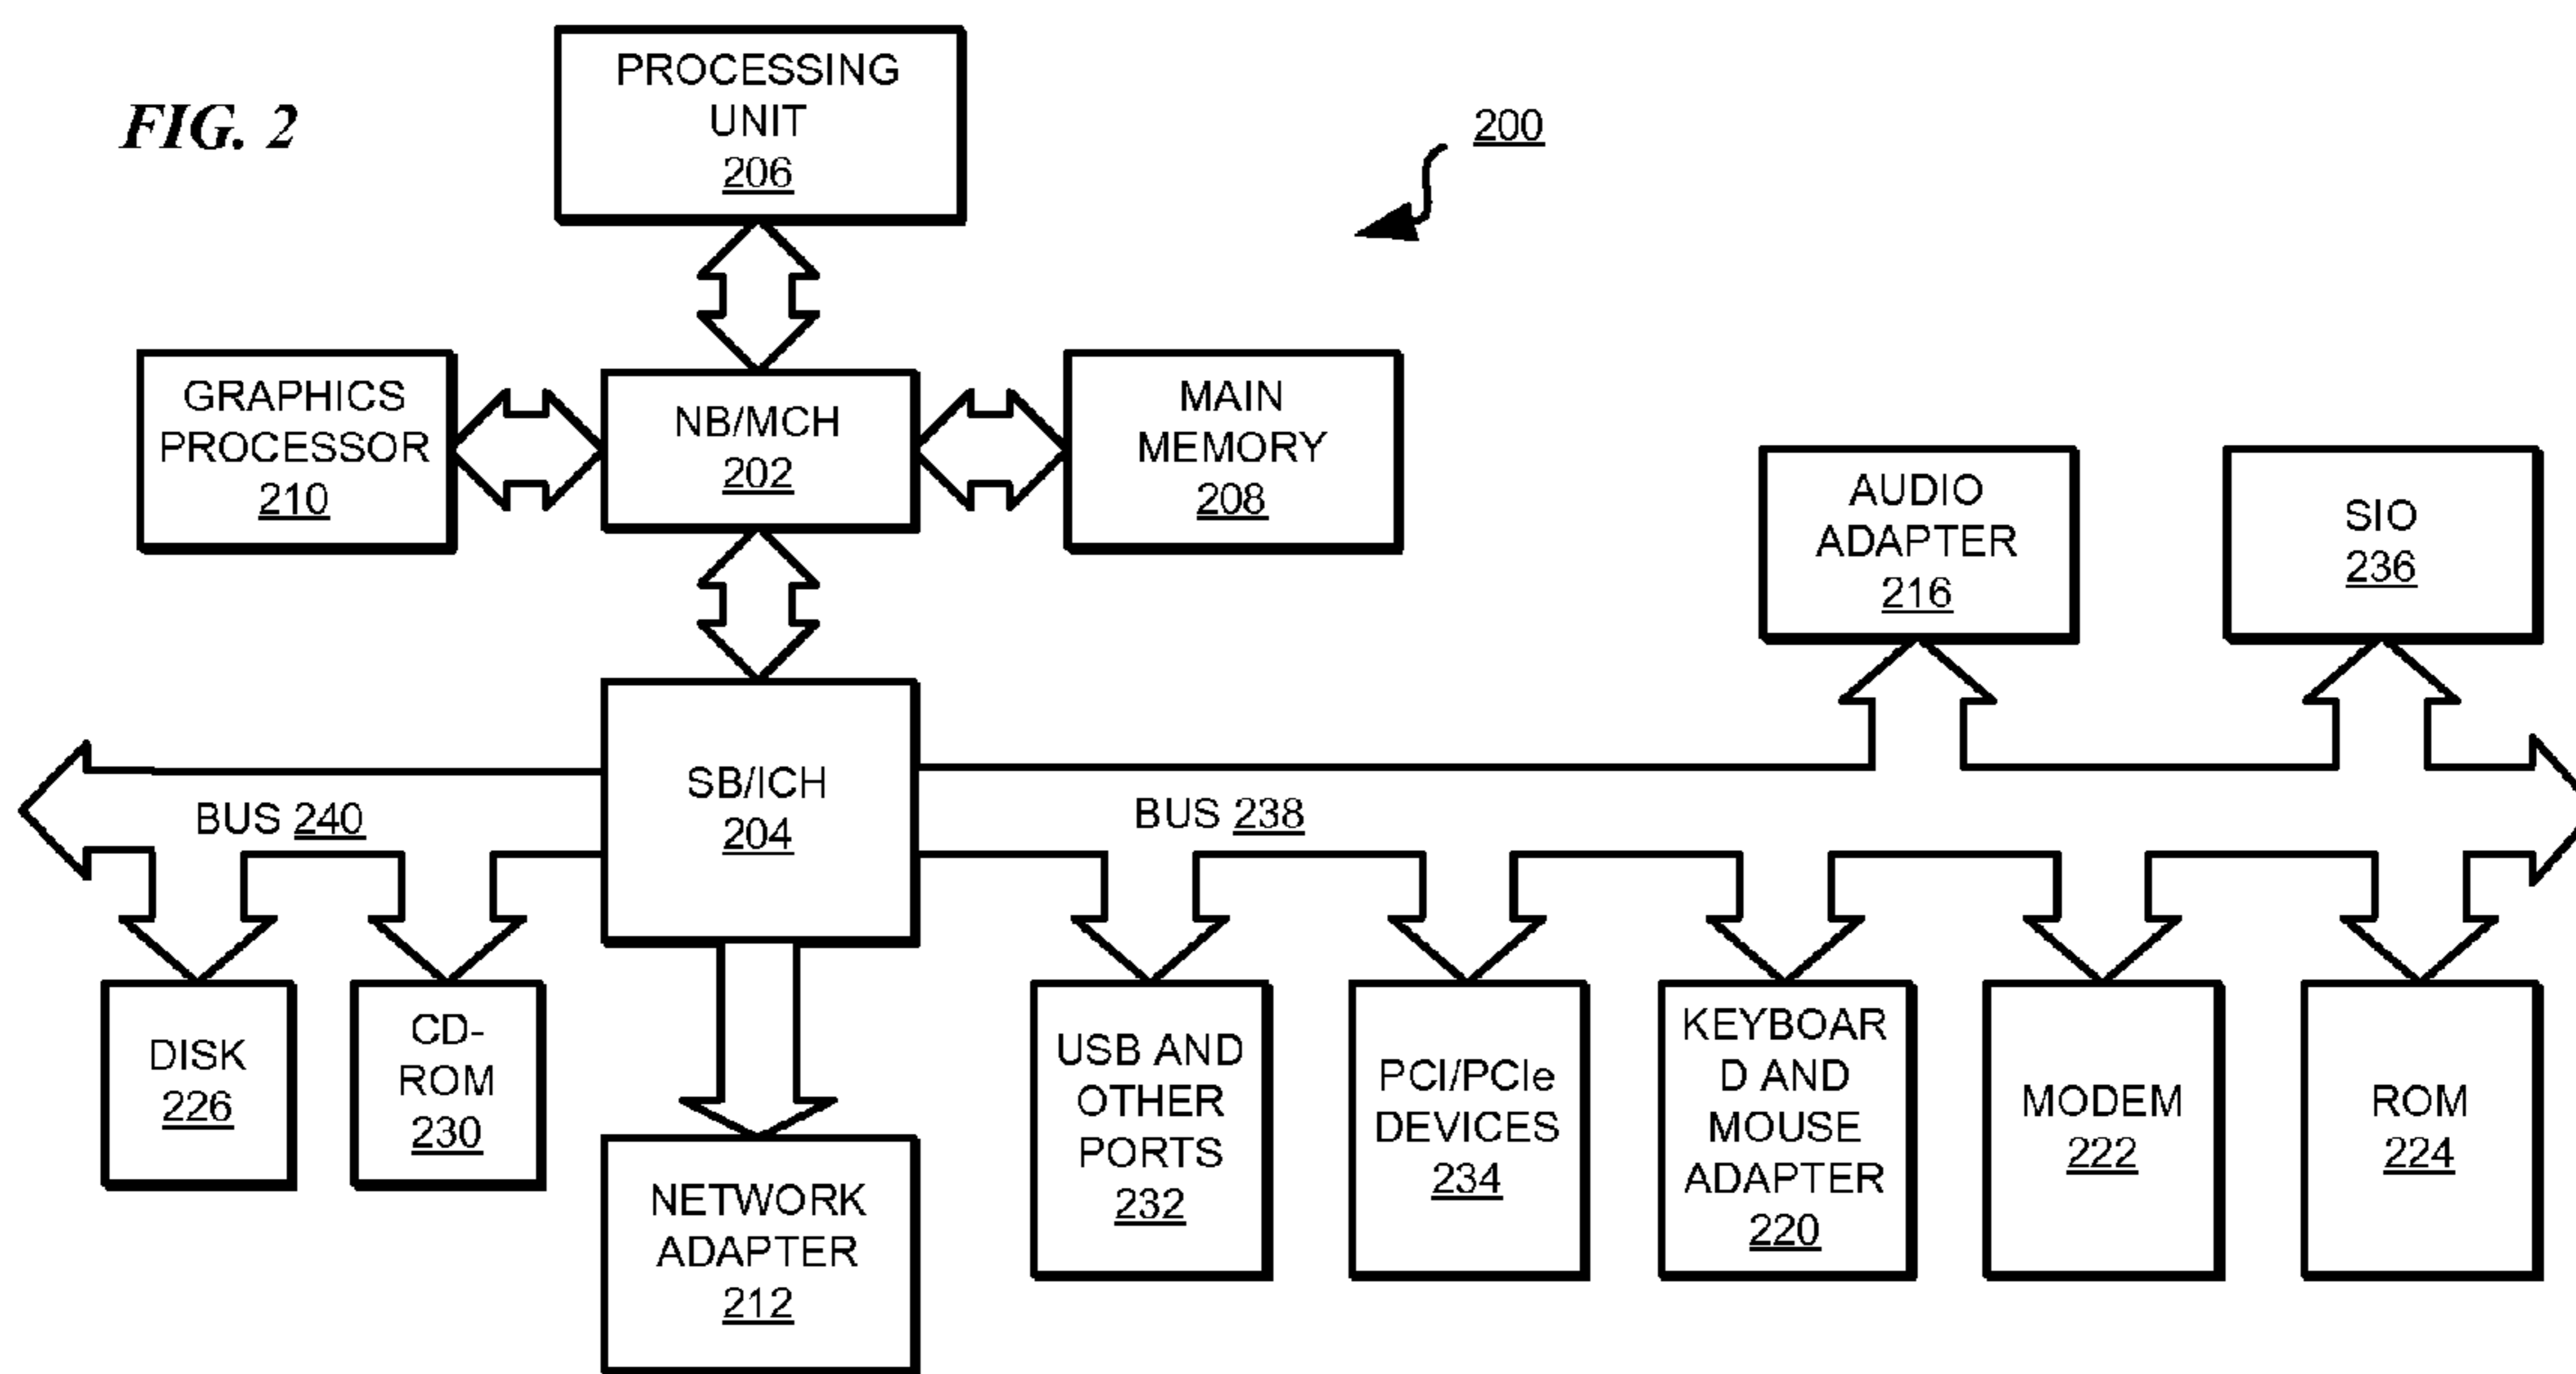 FIG. 2
PROCESSING
UNIT
206
200
GRAPHICS
PROCESSOR
210
NB/MCH
202
MAIN
MEMORY
208
AUDIO
ADAPTER
216
SIO
236
SB/ICH
204
BUS 240
BUS 238
DISK
226
CD-
ROM
230
NETWORK
ADAPTER
212
USB AND
OTHER
PORTS
232
PCI/PCIe
DEVICES
234
KEYBOAR
D AND
MOUSE
ADAPTER
220
MODEM
222
ROM
224